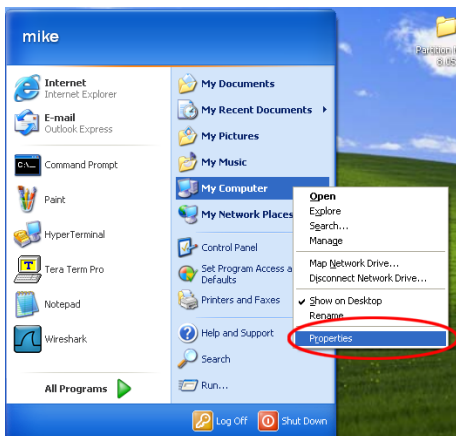 mike
Internet
Internet Explorer
E-mail
Outlook Express
Command Prompt
Paint
HyperTerminal
Tera Term Pro
Notepad
Wireshark
All Programs
My Documents
My Recent Documents
My Pictures
My Music
My Computer
My Network Places
Control Panel
Set Program Access a
Defaults
Printers and Faxes
Help and Support
Search
Run...
Log Off
Shut Down
Open
Explore
Search...
Manage
Map Network Drive...
Disconnect Network Drive...
Show on Desktop
Rename
Properties
Partition
8.05